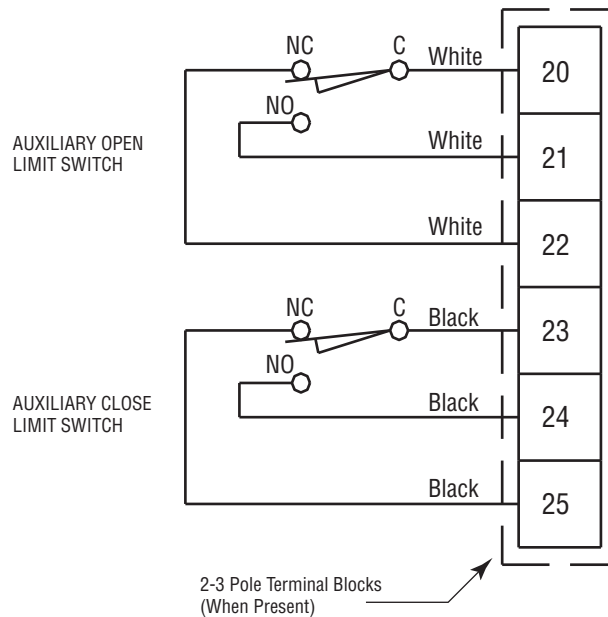 NC C White 20
NO
AUXILIARY OPEN
LIMIT SWITCH
White 21
White 22
NC C Black 23
NO
AUXILIARY CLOSE
LIMIT SWITCH
Black 24
Black 25
2-3 Pole Terminal Blocks
(When Present)